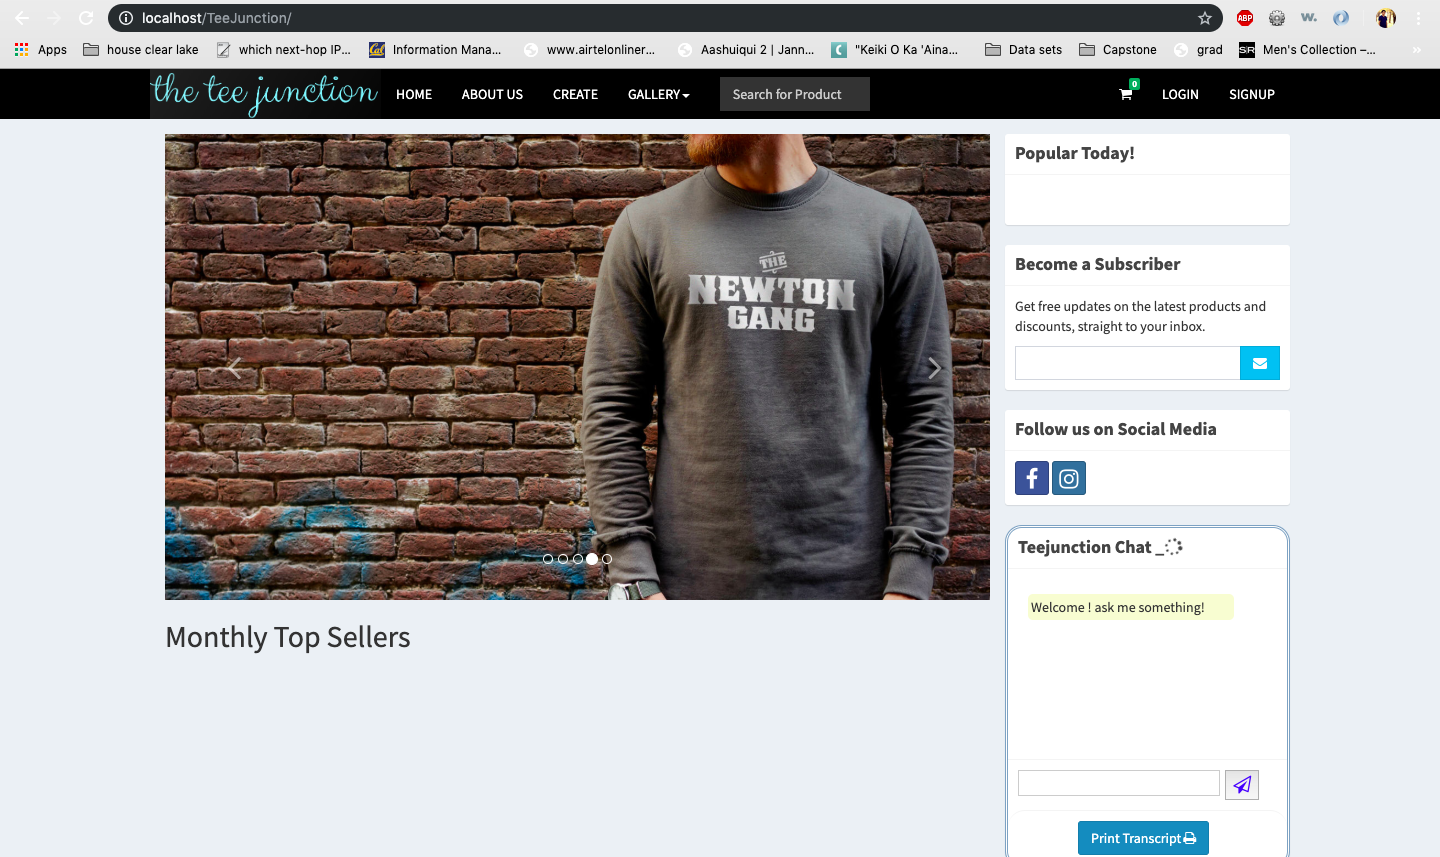 localhost/TeeJunction/
ABP
w.
Apps
house clear lake
which next-hop IP...
Cal
Information Mana...
www.airtelonliner...
Aashuiqui 2 | Jann...
"Keiki O Ka 'Aina...
Data sets
Capstone
grad
SR
Men's Collection –...
»
the tee junction
HOME
ABOUT US
CREATE
GALLERY
Search for Product
0
LOGIN
SIGNUP
THE
NEWTON
GANG
Popular Today!
Become a Subscriber
Get free updates on the latest products and
discounts, straight to your inbox.
Follow us on Social Media
Teejunction Chat _
Welcome ! ask me something!
Print Transcript
Monthly Top Sellers